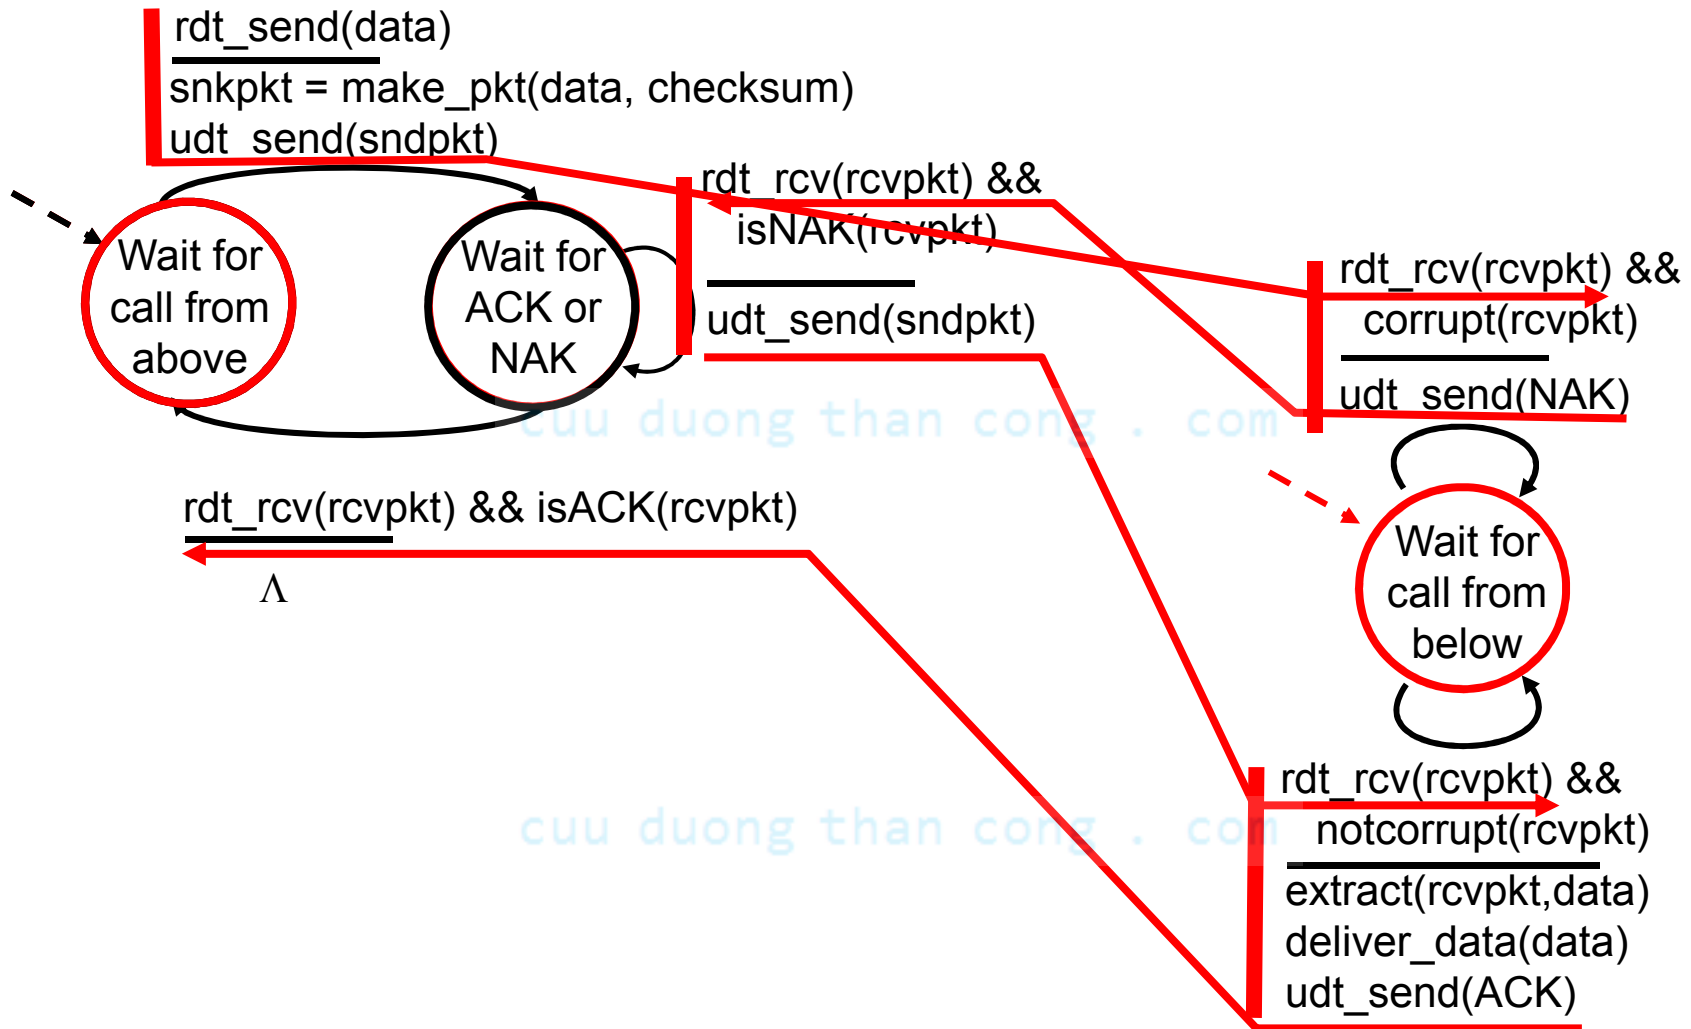 rdt_send(data)
snkpkt = make_pkt(data, checksum)
udt_send(sndpkt)
rdt_rcv(rcvpkt) &&
isNAK(rcvpkt)
udt_send(sndpkt)
Wait for
call from
above
Wait for
ACK or
NAK
rdt_rcv(rcvpkt) &&
corrupt(rcvpkt)
udt_send(NAK)
cuu duong than cong . com
rdt_rcv(rcvpkt) && isACK(rcvpkt)
Λ
Wait for
call from
below
rdt_rcv(rcvpkt) &&
notcorrupt(rcvpkt)
extract(rcvpkt,data)
deliver_data(data)
udt_send(ACK)
cuu duong than cong . com